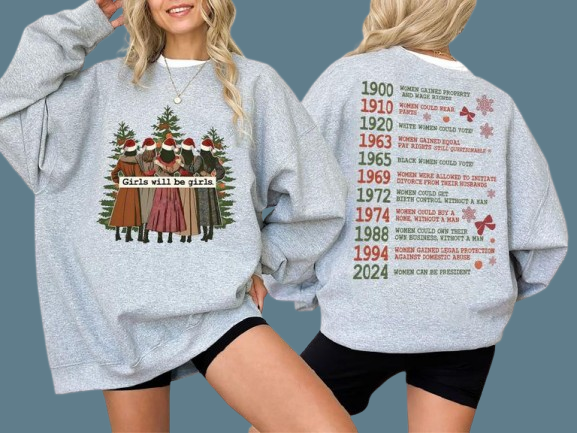 Girls will be girls.
1900 WOMEN GAINED PROPERTY
AND WAGE RIGHTS
1910 WOMEN COULD WEAR
PANTS
1920 WHITE WOMEN COULD VOTE!
1963 WOMEN GAINED EQUAL
PAY RIGHTS STILL QUESTIONABLE
1965 BLACK WOMEN COULD VOTE!
1969 WOMEN WERE ALLOWED TO INITIATE
DIVORCE FROM THEIR HUSBANDS
1972 WOMEN COULD GET
BIRTH CONTROL WITHOUT A MAN
1974 WOMEN COULD BUY A
HOME, WITHOUT A MAN
1988 WOMEN COULD OWN THEIR
OWN BUSINESS, WITHOUT A MAN
1994 WOMEN GAINED LEGAL PROTECTION
AGAINST DOMESTIC ABUSE
2024 WOMEN CAN BE PRESIDENT